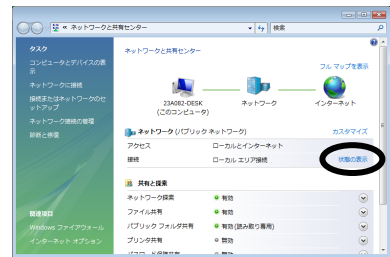 ネットワークと共有センター
検索
タスク
コンピュータとデバイスの表
示
ネットワークに接続
接続またはネットワークのセ
ットアップ
ネットワーク接続の管理
診断と修復
関連項目
Windows ファイアウォール
インターネット オプション
ネットワークと共有センター
フル マップを表示
23A082-DESK
(このコンピュータ)
ネットワーク
インターネット
ネットワーク (パブリック ネットワーク)
カスタマイズ
アクセス
ローカルとインターネット
接続
ローカル エリア接続
状態の表示
共有と探索
ネットワーク探索
有効
ファイル共有
有効
パブリック フォルダ共有
有効 (読み取り専用)
プリンタ共有
無効